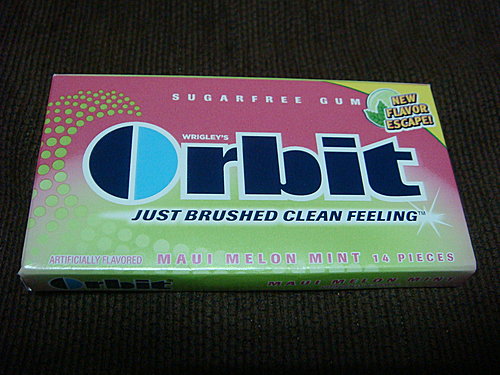 SUGARFREE GUM
NEW
FLAVOR
ESCAPE!
WRIGLEY'S
Orbit
JUST BRUSHED CLEAN FEELING™
ARTIFICIALLY FLAVORED MAUI MELON MINT 14 PIECES
Orbit MAUI MELON MINT